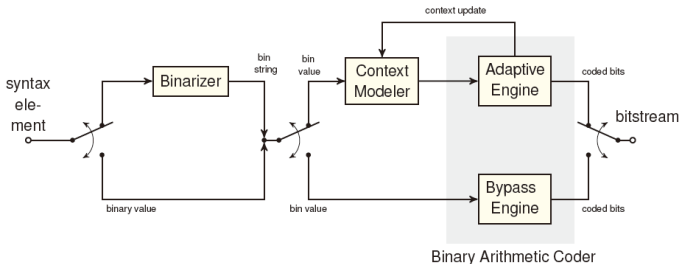 context update
bin
string
bin
value
syntax
ele-
ment
Binarizer
Context
Modeler
Adaptive
Engine
coded bits
bitstream
binary value
bin value
Bypass
Engine
coded bits
Binary Arithmetic Coder